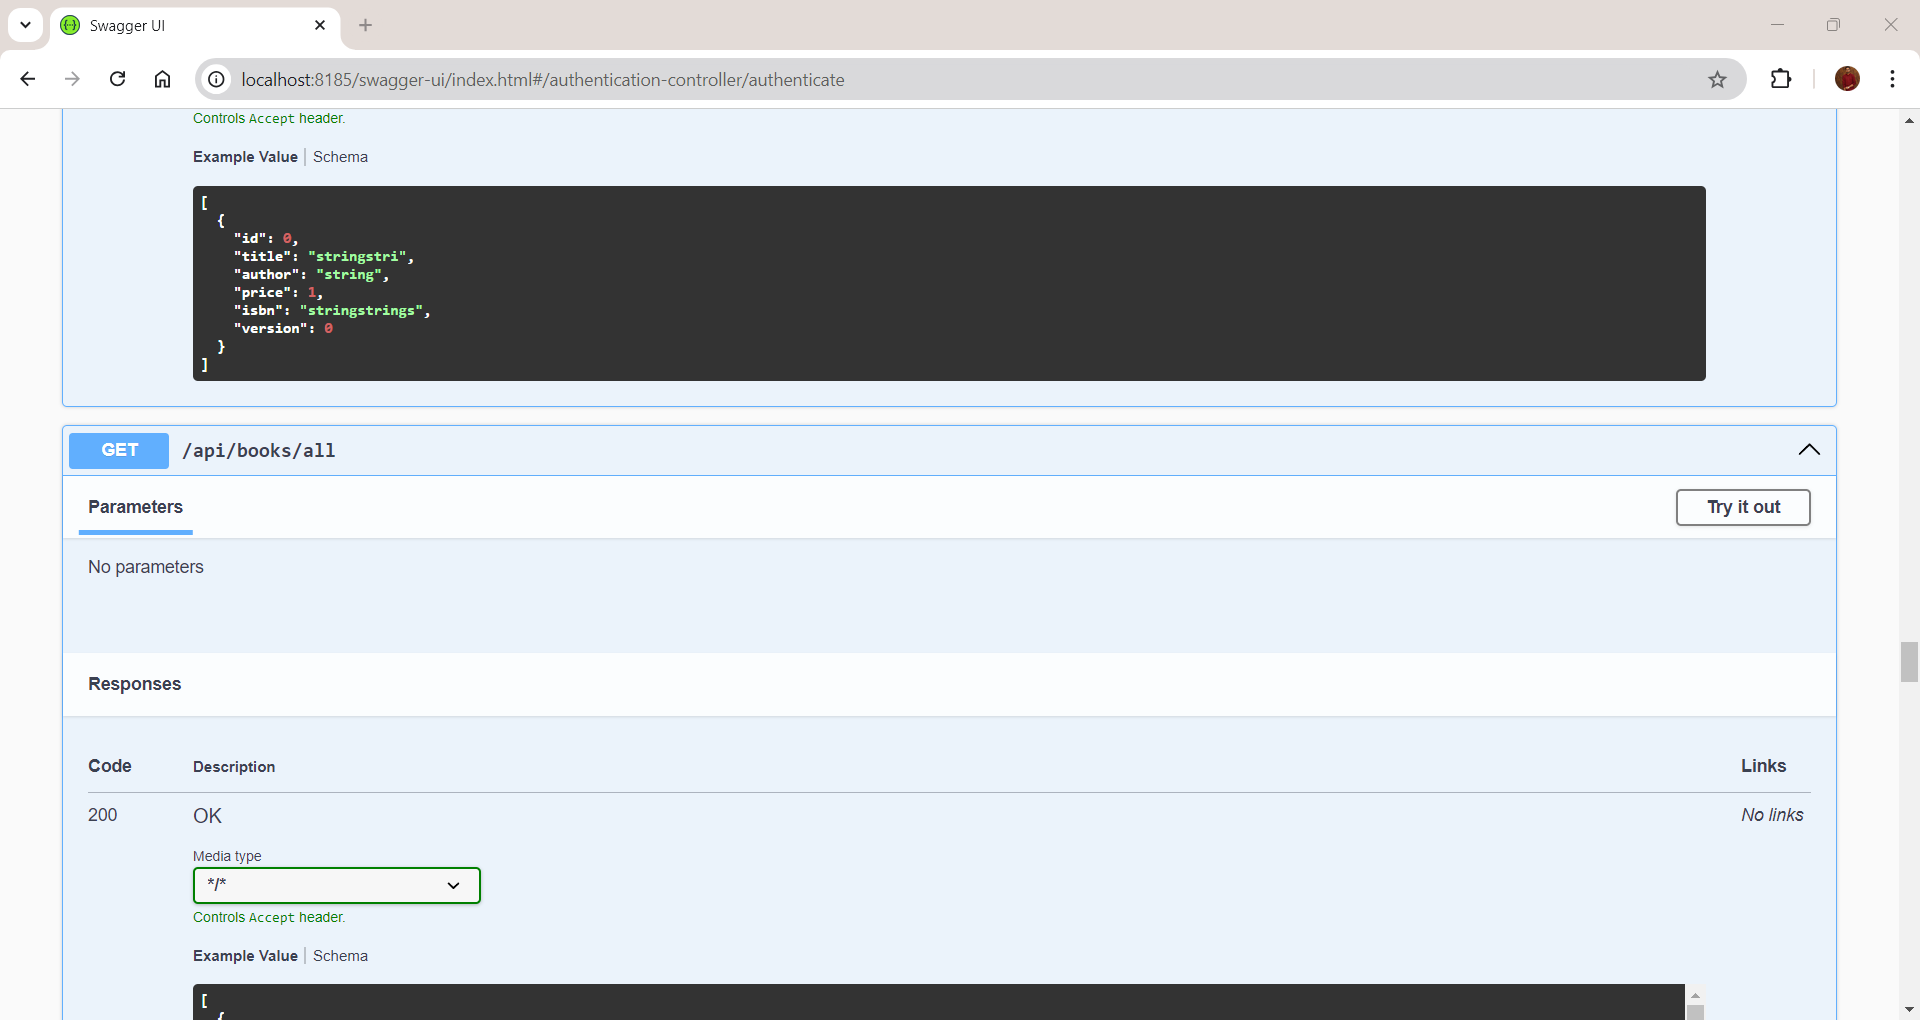 Swagger UI
localhost:8185/swagger-ui/index.html#/authentication-controller/authenticate
Controls Accept header.
Example Value | Schema
[
{
"id": 0,
"title": "stringstri",
"author": "string",
"price": 1,
"isbn": "stringstrings",
"version": 0
}
]
GET /api/books/all
Parameters Try it out
No parameters
Responses
Code Description Links
200 OK No links
Media type
*/*
Controls Accept header.
Example Value | Schema
[
{